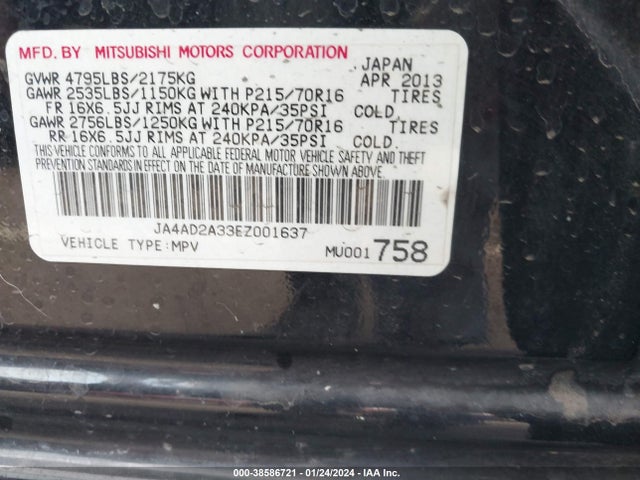 MFD. BY MITSUBISHI MOTORS CORPORATION
JAPAN
GVWR 4795LBS/2175KG APR 2013
GAWR 2535LBS/1150KG WITH P215/70R16 TIRES
FR 16X6.5JJ RIMS AT 240KPA/35PSI COLD.
GAWR 2756LBS/1250KG WITH P215/70R16 TIRES
RR 16X6.5JJ RIMS AT 240KPA/35PSI COLD.
THIS VEHICLE CONFORMS TO ALL APPLICABLE FEDERAL MOTOR VEHICLE SAFETY AND THEFT
PREVENTION STANDARDS IN EFFECT ON THE DATE OF MANUFACTURE SHOWN ABOVE.
JA4AD2A33EZ001637
VEHICLE TYPE:MPV MU001758
000-38586721 - 01/24/2024 - IAA Inc.